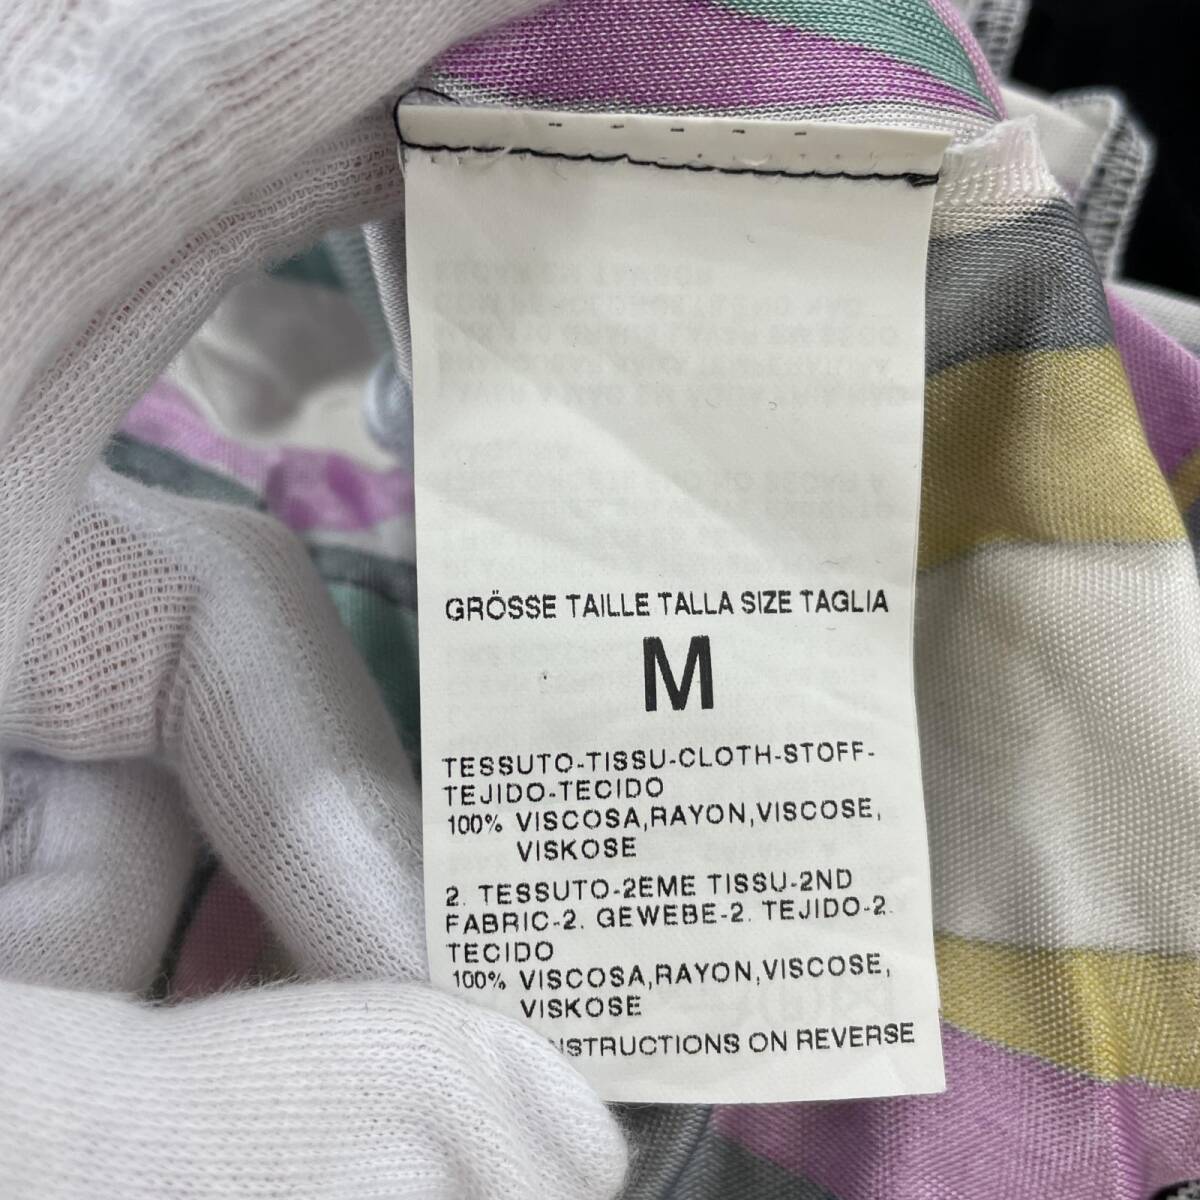 GRÖSSE TAILLE TALLA SIZE TAGLIA
M
TESSUTO-TISSU-CLOTH-STOFF-
TEJIDO-TECIDO
100% VISCOSA,RAYON,VISCOSE,
VISKOSE
2. TESSUTO-2EME TISSU-2ND
FABRIC-2. GEWEBE-2. TEJIDO-2.
TECIDO
100% VISCOSA,RAYON,VISCOSE,
VISKOSE
ON REVERSE